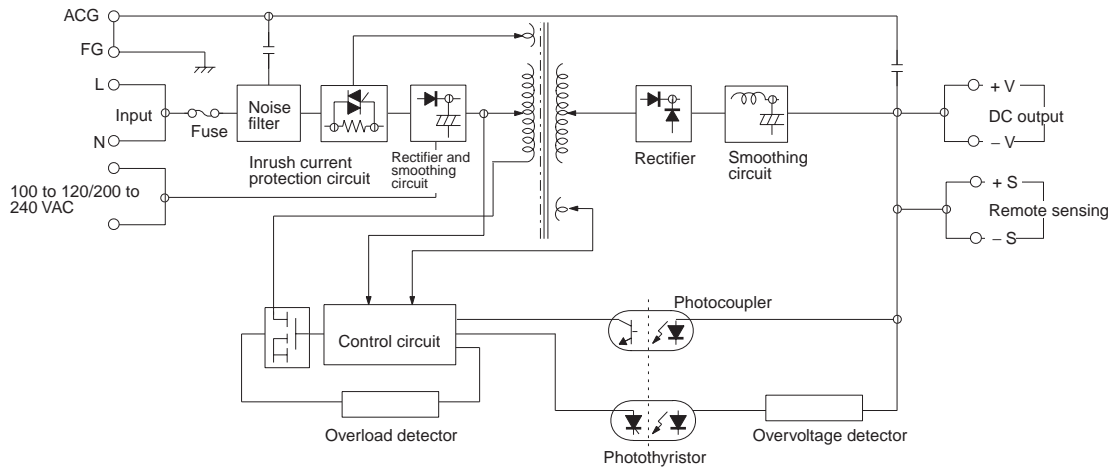 ACG
FG
L
Input
N
Fuse
Noise
filter
Inrush current
protection circuit
Rectifier and
smoothing
circuit
Rectifier
Smoothing
circuit
+ V
DC output
– V
100 to 120/200 to
240 VAC
+ S
Remote sensing
– S
Photocoupler
Control circuit
Overload detector
Overvoltage detector
Photothyristor